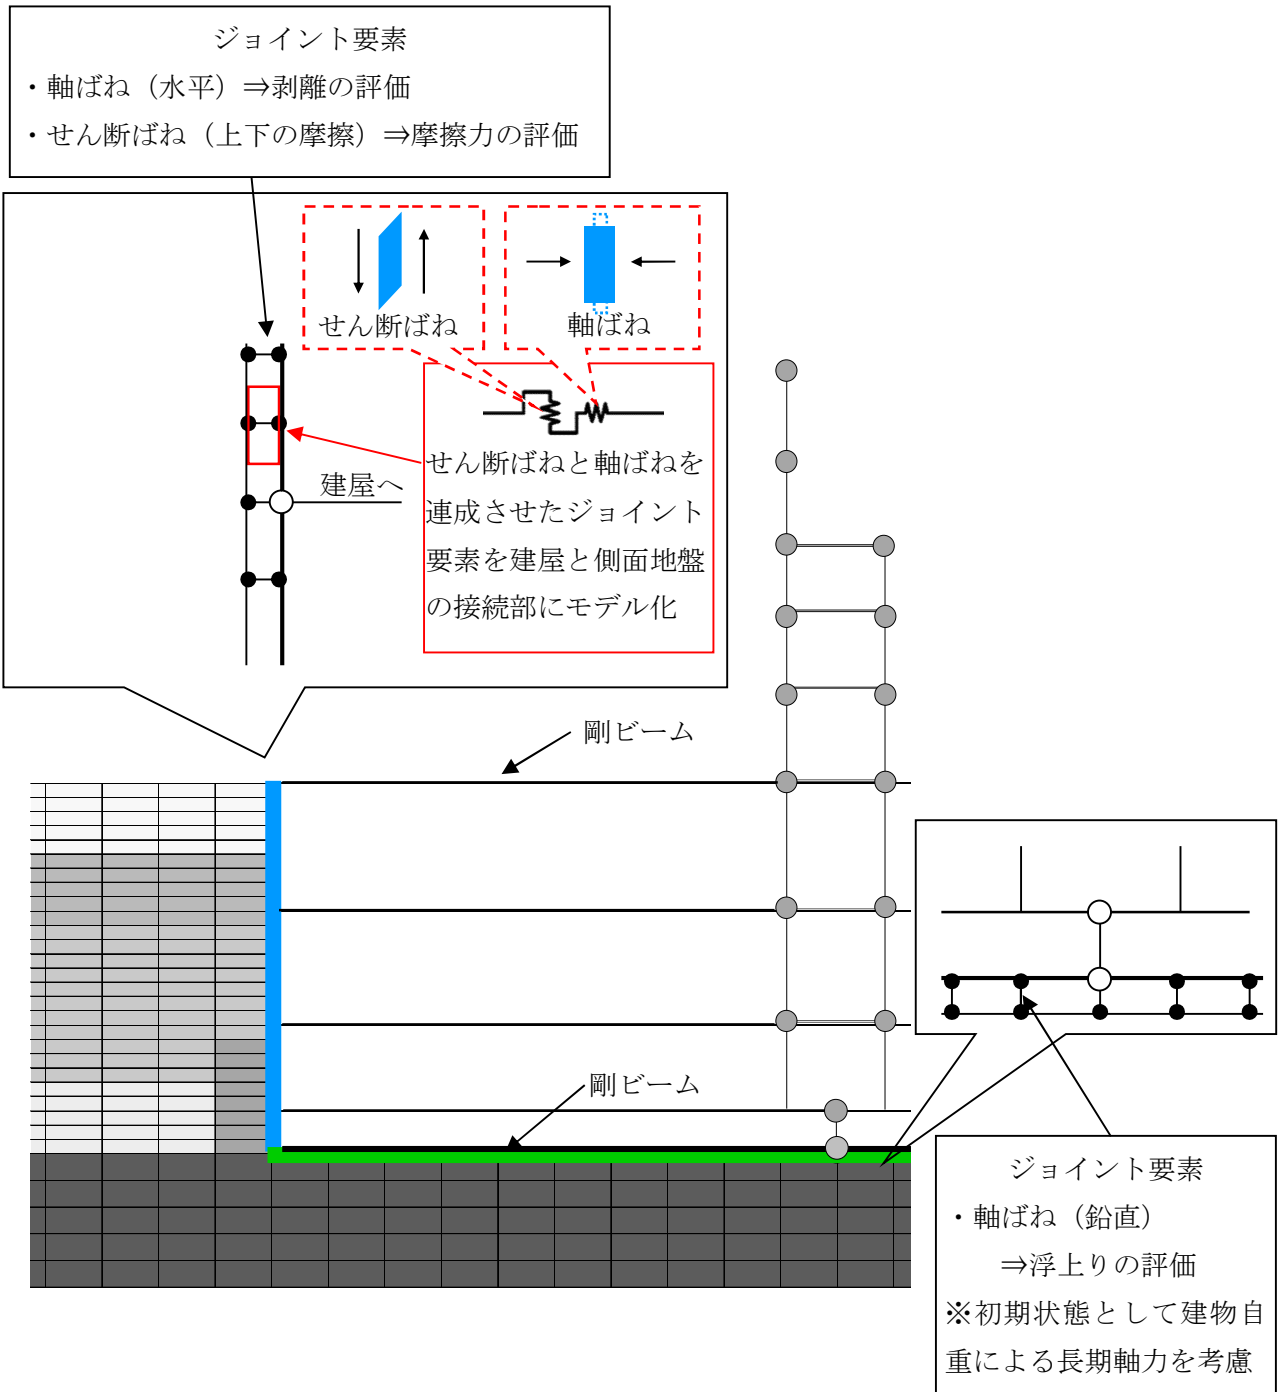 ジョイント要素
・軸ばね（水平）⇒剥離の評価
・せん断ばね（上下の摩擦）⇒摩擦力の評価
せん断ばね
軸ばね
せん断ばねと軸ばねを
連成させたジョイント
要素を建屋と側面地盤
の接続部にモデル化
建屋へ
剛ビーム
剛ビーム
ジョイント要素
・軸ばね（鉛直）
⇒浮上りの評価
※初期状態として建物自
重による長期軸力を考慮